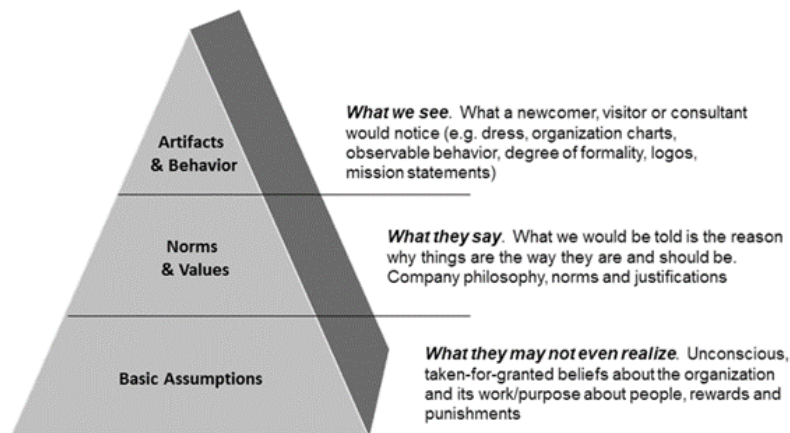 Artifacts
& Behavior
What we see. What a newcomer, visitor or consultant
would notice (e.g. dress, organization charts,
observable behavior, degree of formality, logos,
mission statements)
Norms
& Values
What they say. What we would be told is the reason
why things are the way they are and should be.
Company philosophy, norms and justifications
Basic Assumptions
What they may not even realize. Unconscious,
taken-for-granted beliefs about the organization
and its work/purpose about people, rewards and
punishments